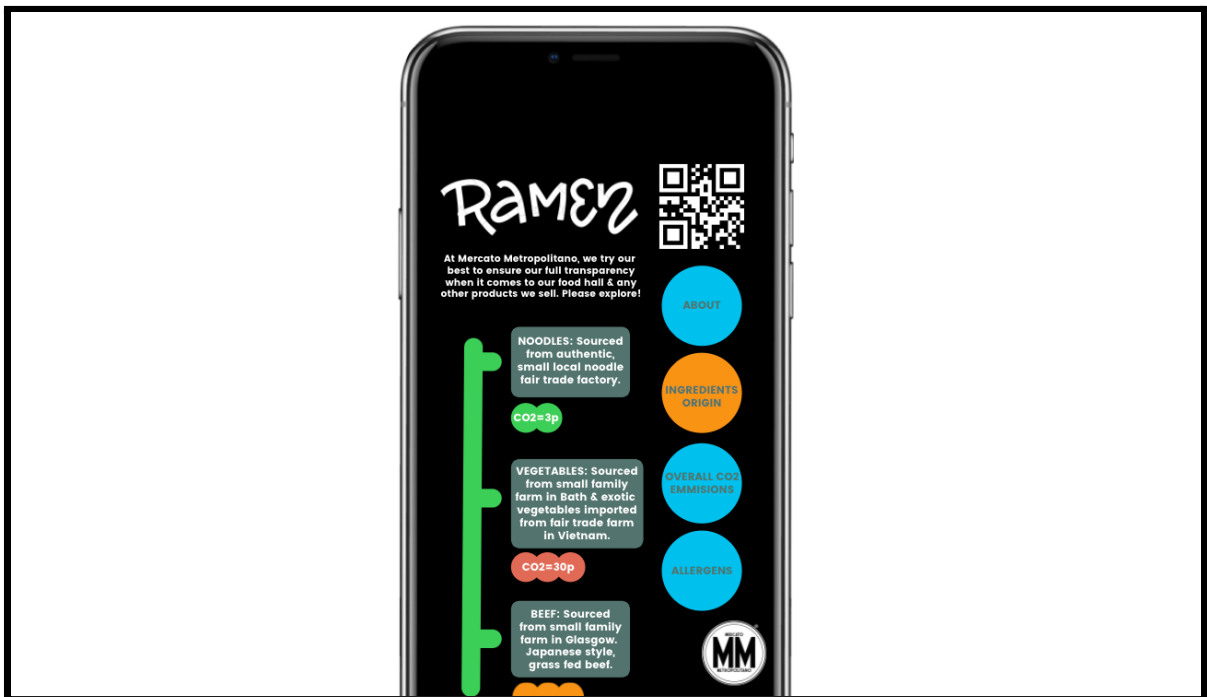 RAMEN
At Mercato Metropolitano, we try our
best to ensure our full transparency
when it comes to our food hall & any
other products we sell. Please explore!
ABOUT
NOODLES: Sourced
from authentic,
small local noodle
fair trade factory.
CO2=3p
INGREDIENTS
ORIGIN
VEGETABLES: Sourced
from small family
farm in Bath & exotic
vegetables imported
from fair trade farm
in Vietnam.
CO2=30p
OVERALL CO2
EMMISIONS
ALLERGENS
BEEF: Sourced
from small family
farm in Glasgow.
Japanese style,
grass fed beef.
MERCATO
MM
METROPOLITANO